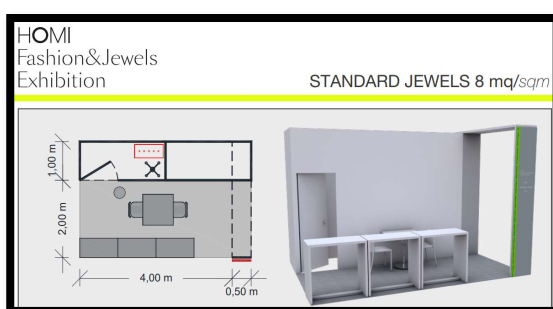 HOMI
Fashion&Jewels
Exhibition
STANDARD JEWELS 8 mq/sqm
1,00 m
2,00 m
4,00 m
0,50 m